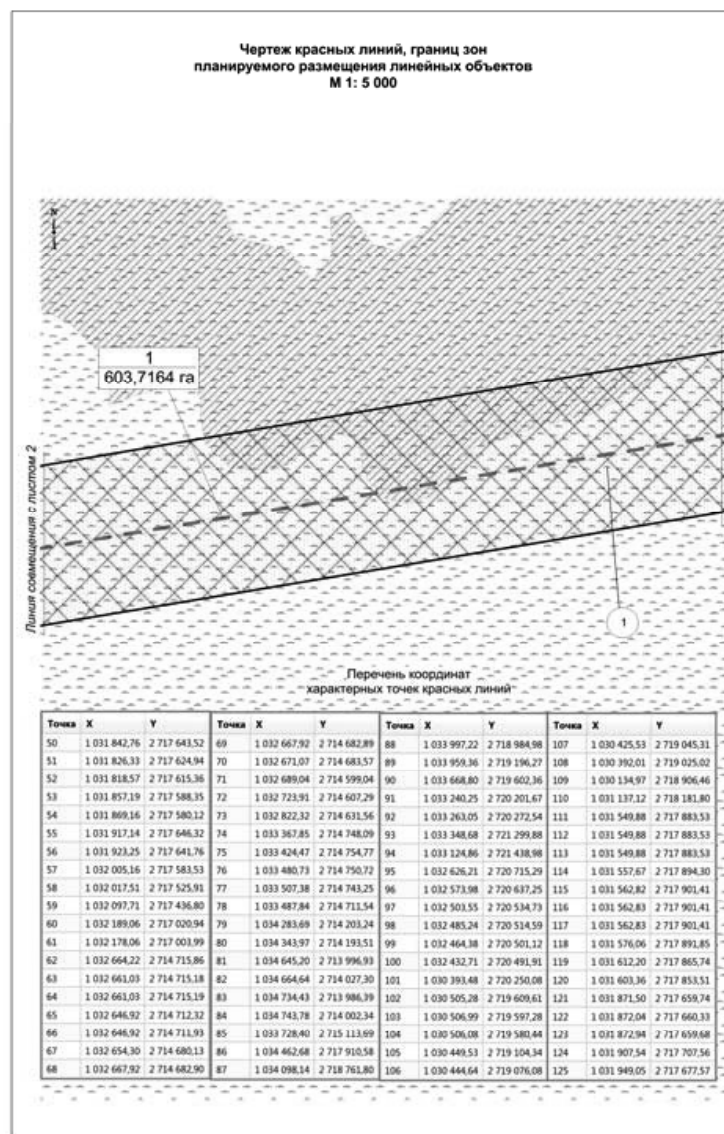 Чертеж красных линий, границ зон
планируемого размещения линейных объектов
М 1: 5 000
1
603,7164 га
Линия совмещения с листом 2
1
Перечень координат
характерных точек красных линий
Точка X Y Точка X Y Точка X Y Точка X Y
50 1 031 842,76 2 717 643,52 69 1 032 667,92 2 714 682,89 88 1 033 997,22 2 718 984,98 107 1 030 425,53 2 719 045,31
51 1 031 826,33 2 717 624,94 70 1 032 671,07 2 714 683,57 89 1 033 959,36 2 719 196,27 108 1 030 392,01 2 719 025,02
52 1 031 818,57 2 717 615,36 71 1 032 689,04 2 714 599,04 90 1 033 668,80 2 719 602,36 109 1 030 134,97 2 718 906,46
53 1 031 857,19 2 717 588,35 72 1 032 723,91 2 714 607,29 91 1 033 240,25 2 720 201,67 110 1 031 137,12 2 718 181,80
54 1 031 869,16 2 717 580,12 73 1 032 822,32 2 714 631,56 92 1 033 263,05 2 720 272,54 111 1 031 549,88 2 717 883,53
55 1 031 917,14 2 717 646,32 74 1 033 367,85 2 714 748,09 93 1 033 348,68 2 721 299,88 112 1 031 549,88 2 717 883,53
56 1 031 923,25 2 717 641,76 75 1 033 424,47 2 714 754,77 94 1 033 124,86 2 721 438,98 113 1 031 549,88 2 717 883,53
57 1 032 005,16 2 717 583,53 76 1 033 480,73 2 714 750,72 95 1 032 626,21 2 720 715,29 114 1 031 557,67 2 717 894,30
58 1 032 017,51 2 717 525,91 77 1 033 507,38 2 714 743,25 96 1 032 573,98 2 720 637,25 115 1 031 562,82 2 717 901,41
59 1 032 097,71 2 717 436,80 78 1 033 487,84 2 714 711,54 97 1 032 503,55 2 720 534,73 116 1 031 562,83 2 717 901,41
60 1 032 189,06 2 717 020,94 79 1 034 283,69 2 714 203,24 98 1 032 485,24 2 720 514,59 117 1 031 562,83 2 717 901,41
61 1 032 178,06 2 717 003,99 80 1 034 343,97 2 714 193,51 99 1 032 464,38 2 720 501,12 118 1 031 576,06 2 717 891,85
62 1 032 664,22 2 714 715,86 81 1 034 645,20 2 713 996,93 100 1 032 432,71 2 720 491,91 119 1 031 612,20 2 717 865,74
63 1 032 661,03 2 714 715,18 82 1 034 664,64 2 714 027,30 101 1 030 393,48 2 720 250,08 120 1 031 603,36 2 717 853,51
64 1 032 661,03 2 714 715,19 83 1 034 734,43 2 713 986,39 102 1 030 505,28 2 719 609,61 121 1 031 871,50 2 717 659,74
65 1 032 646,92 2 714 712,32 84 1 034 743,78 2 714 002,34 103 1 030 506,99 2 719 597,28 122 1 031 872,04 2 717 660,33
66 1 032 646,92 2 714 711,93 85 1 033 728,40 2 715 113,69 104 1 030 506,08 2 719 580,44 123 1 031 872,94 2 717 659,68
67 1 032 654,30 2 714 680,13 86 1 034 462,68 2 717 910,58 105 1 030 449,53 2 719 104,34 124 1 031 907,54 2 717 707,56
68 1 032 667,92 2 714 682,90 87 1 034 098,14 2 718 761,80 106 1 030 444,64 2 719 076,08 125 1 031 949,05 2 717 677,57